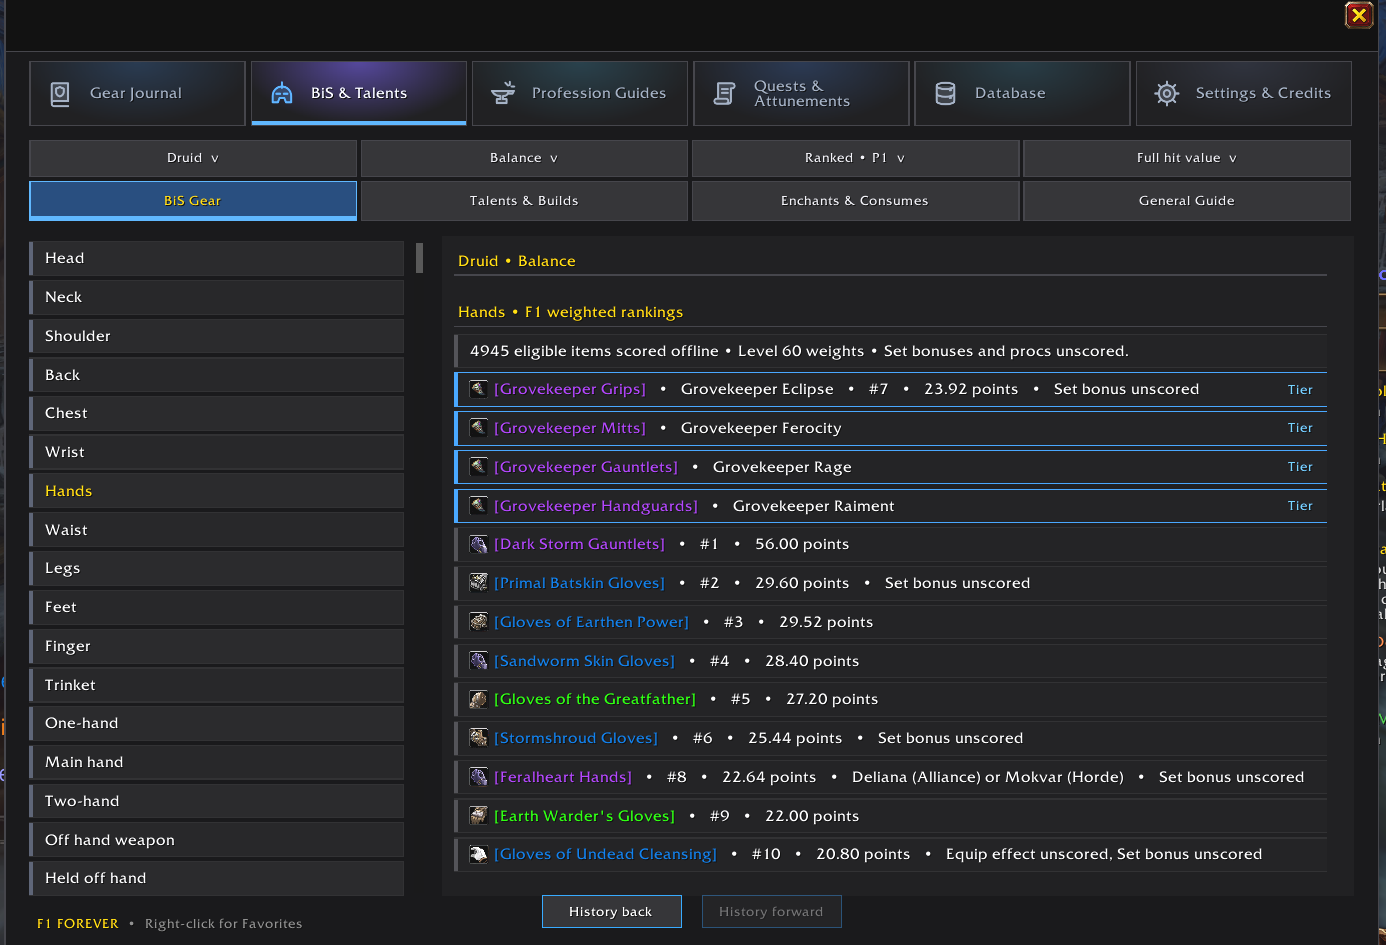 Gear Journal
BiS & Talents
Profession Guides
Quests &
Attunements
Database
Settings & Credits
Druid v
Balance v
Ranked • P1 v
Full hit value v
BiS Gear
Talents & Builds
Enchants & Consumes
General Guide
Head
Neck
Shoulder
Back
Chest
Wrist
Hands
Waist
Legs
Feet
Finger
Trinket
One-hand
Main hand
Two-hand
Off hand weapon
Held off hand
Druid • Balance
Hands • F1 weighted rankings
4945 eligible items scored offline • Level 60 weights • Set bonuses and procs unscored.
[Grovekeeper Grips] • Grovekeeper Eclipse • #7 • 23.92 points • Set bonus unscored Tier
[Grovekeeper Mitts] • Grovekeeper Ferocity Tier
[Grovekeeper Gauntlets] • Grovekeeper Rage Tier
[Grovekeeper Handguards] • Grovekeeper Raiment Tier
[Dark Storm Gauntlets] • #1 • 56.00 points
[Primal Batskin Gloves] • #2 • 29.60 points • Set bonus unscored
[Gloves of Earthen Power] • #3 • 29.52 points
[Sandworm Skin Gloves] • #4 • 28.40 points
[Gloves of the Greatfather] • #5 • 27.20 points
[Stormshroud Gloves] • #6 • 25.44 points • Set bonus unscored
[Feralheart Hands] • #8 • 22.64 points • Deliana (Alliance) or Mokvar (Horde) • Set bonus unscored
[Earth Warder's Gloves] • #9 • 22.00 points
[Gloves of Undead Cleansing] • #10 • 20.80 points • Equip effect unscored, Set bonus unscored
History back
History forward
F1 FOREVER • Right-click for Favorites